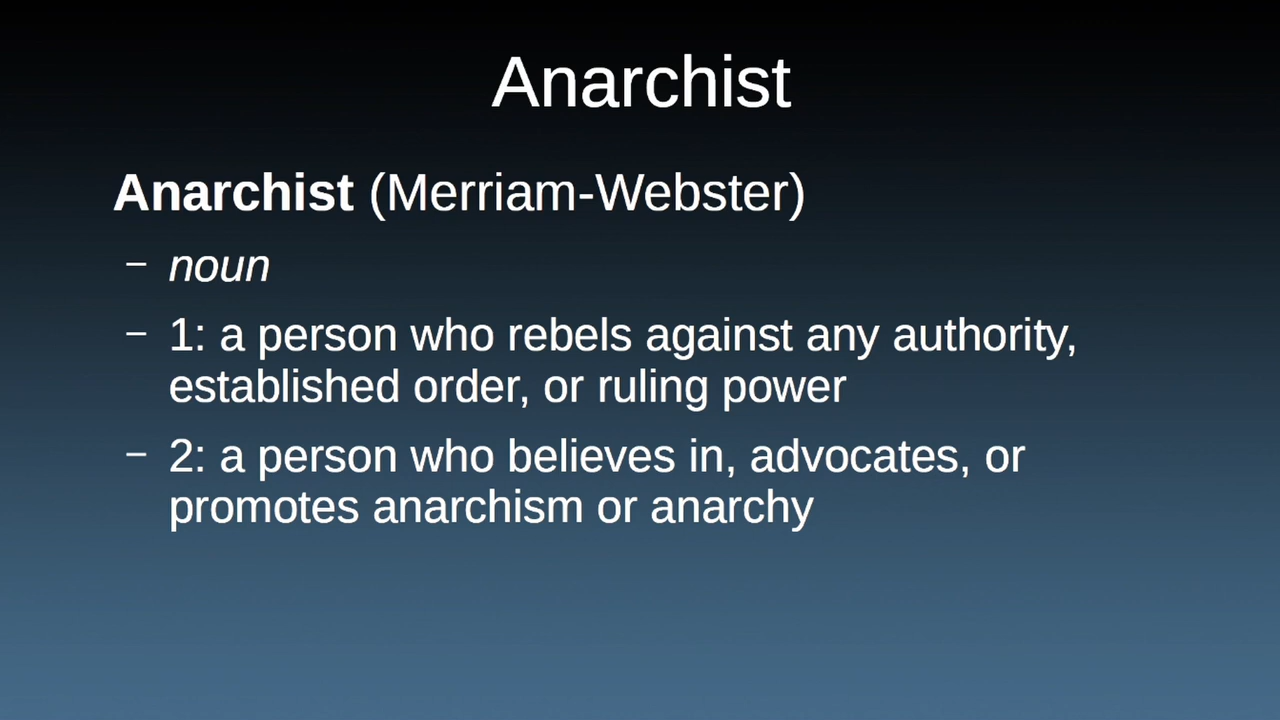 Anarchist
Anarchist (Merriam-Webster)
– noun
– 1: a person who rebels against any authority,
established order, or ruling power
– 2: a person who believes in, advocates, or
promotes anarchism or anarchy